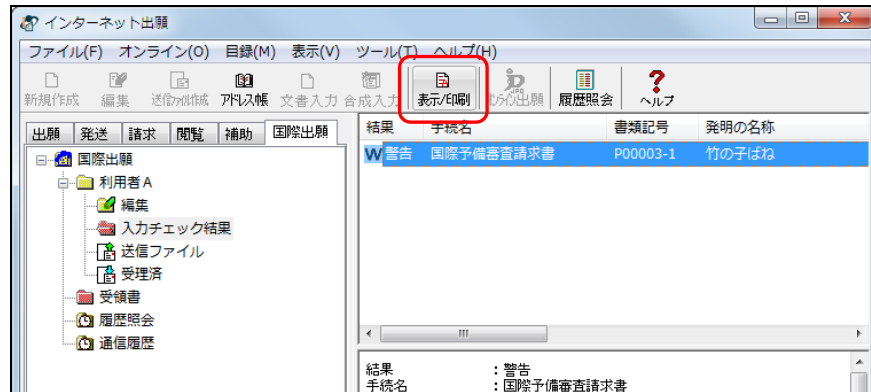 インターネット出願
ファイル(F) オンライン(O) 目録(M) 表示(V) ツール(T) ヘルプ(H)
新規作成 編集 送信ファイル作成 アドレス帳 文書入力 合成入力 表示/印刷 オンライン出願 履歴照会 ヘルプ
出願 発送 請求 閲覧 補助 国際出願
国際出願
利用者A
編集
入力チェック結果
送信ファイル
受理済
受領書
履歴照会
通信履歴
結果 手続名 書類記号 発明の名称
W警告 国際予備審査請求書 P00003-1 竹の子ばね
結果 :警告
手続名 :国際予備審査請求書